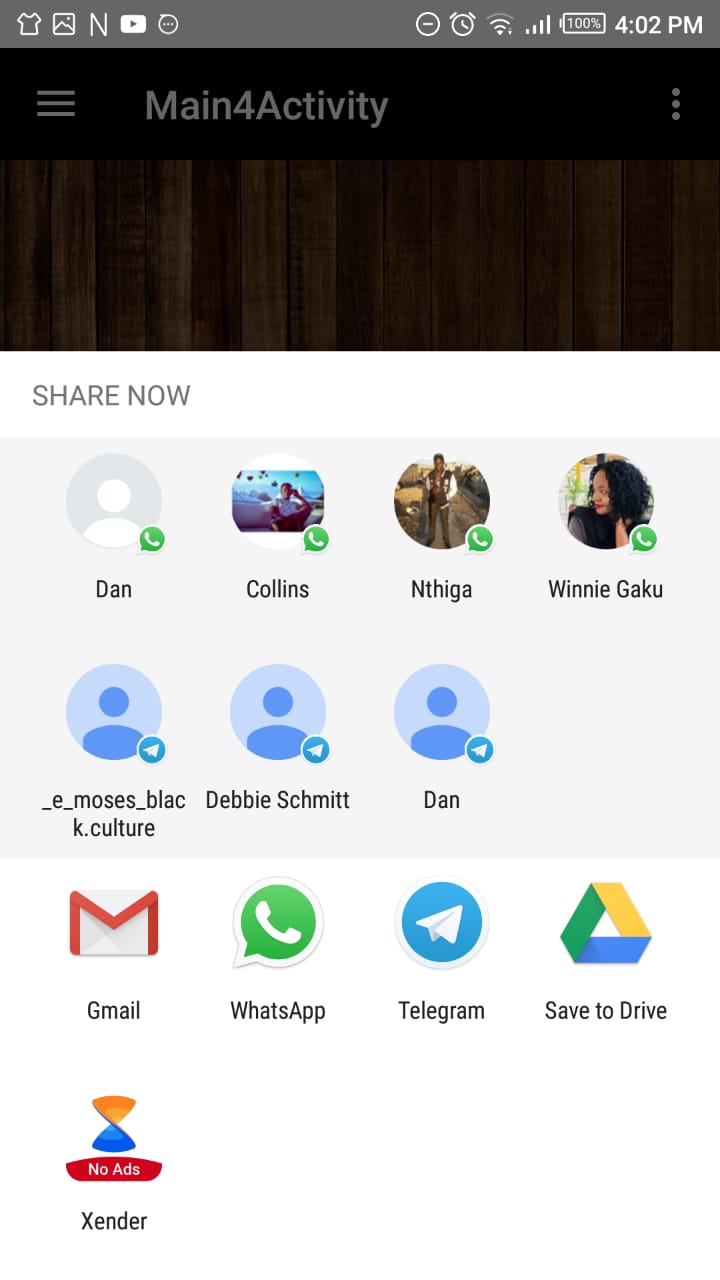 100% 4:02 PM
Main4Activity
SHARE NOW
Dan Collins Nthiga Winnie Gaku
_e_moses_blac Debbie Schmitt Dan
k.culture
Gmail WhatsApp Telegram Save to Drive
No Ads
Xender